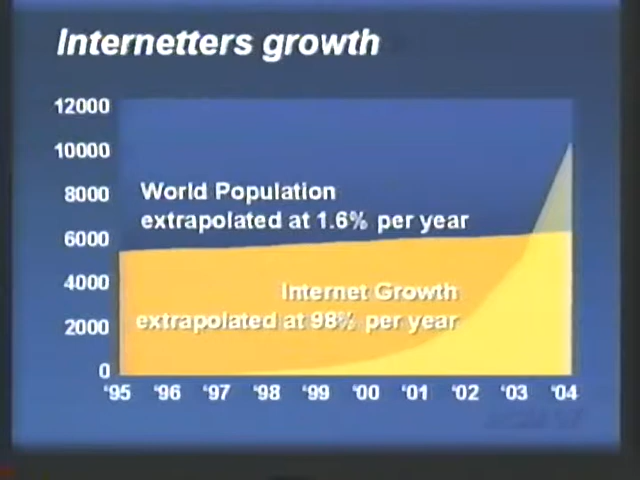 Internetters growth
12000
10000
8000
6000
4000
2000
0
World Population
extrapolated at 1.6% per year
Internet Growth
extrapolated at 98% per year
'95 '96 '97 '98 '99 '00 '01 '02 '03 '04